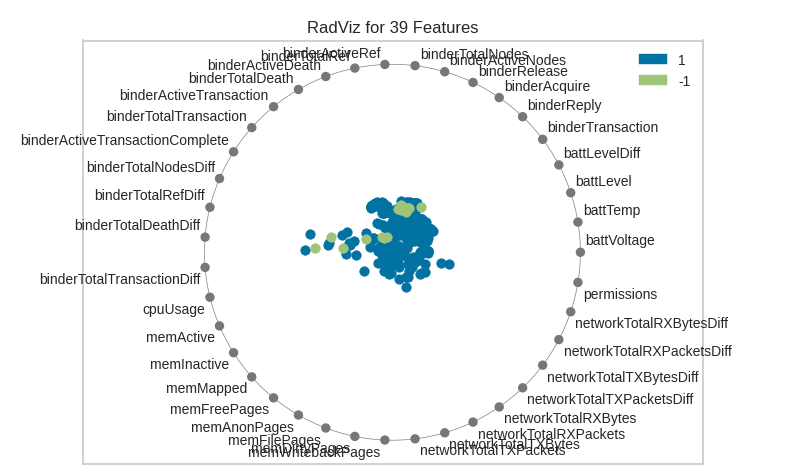 RadViz for 39 Features
binderActiveRef
binderTotalNodes
binderTotalRef
binderActiveNodes
binderActiveDeath
binderRelease
binderTotalDeath
binderAcquire
binderActiveTransaction
binderReply
binderTotalTransaction
binderTransaction
binderActiveTransactionComplete
battLevelDiff
binderTotalNodesDiff
battLevel
binderTotalRefDiff
battTemp
binderTotalDeathDiff
battVoltage
binderTotalTransactionDiff
permissions
cpuUsage
networkTotalRXBytesDiff
memActive
networkTotalRXPacketsDiff
memInactive
networkTotalTXBytesDiff
memMapped
networkTotalTXPacketsDiff
memFreePages
networkTotalRXBytes
memAnonPages
networkTotalRXPackets
memFilePages
networkTotalTXBytes
memDirtyPages
networkTotalTXPackets
memWritebackPages
1
-1